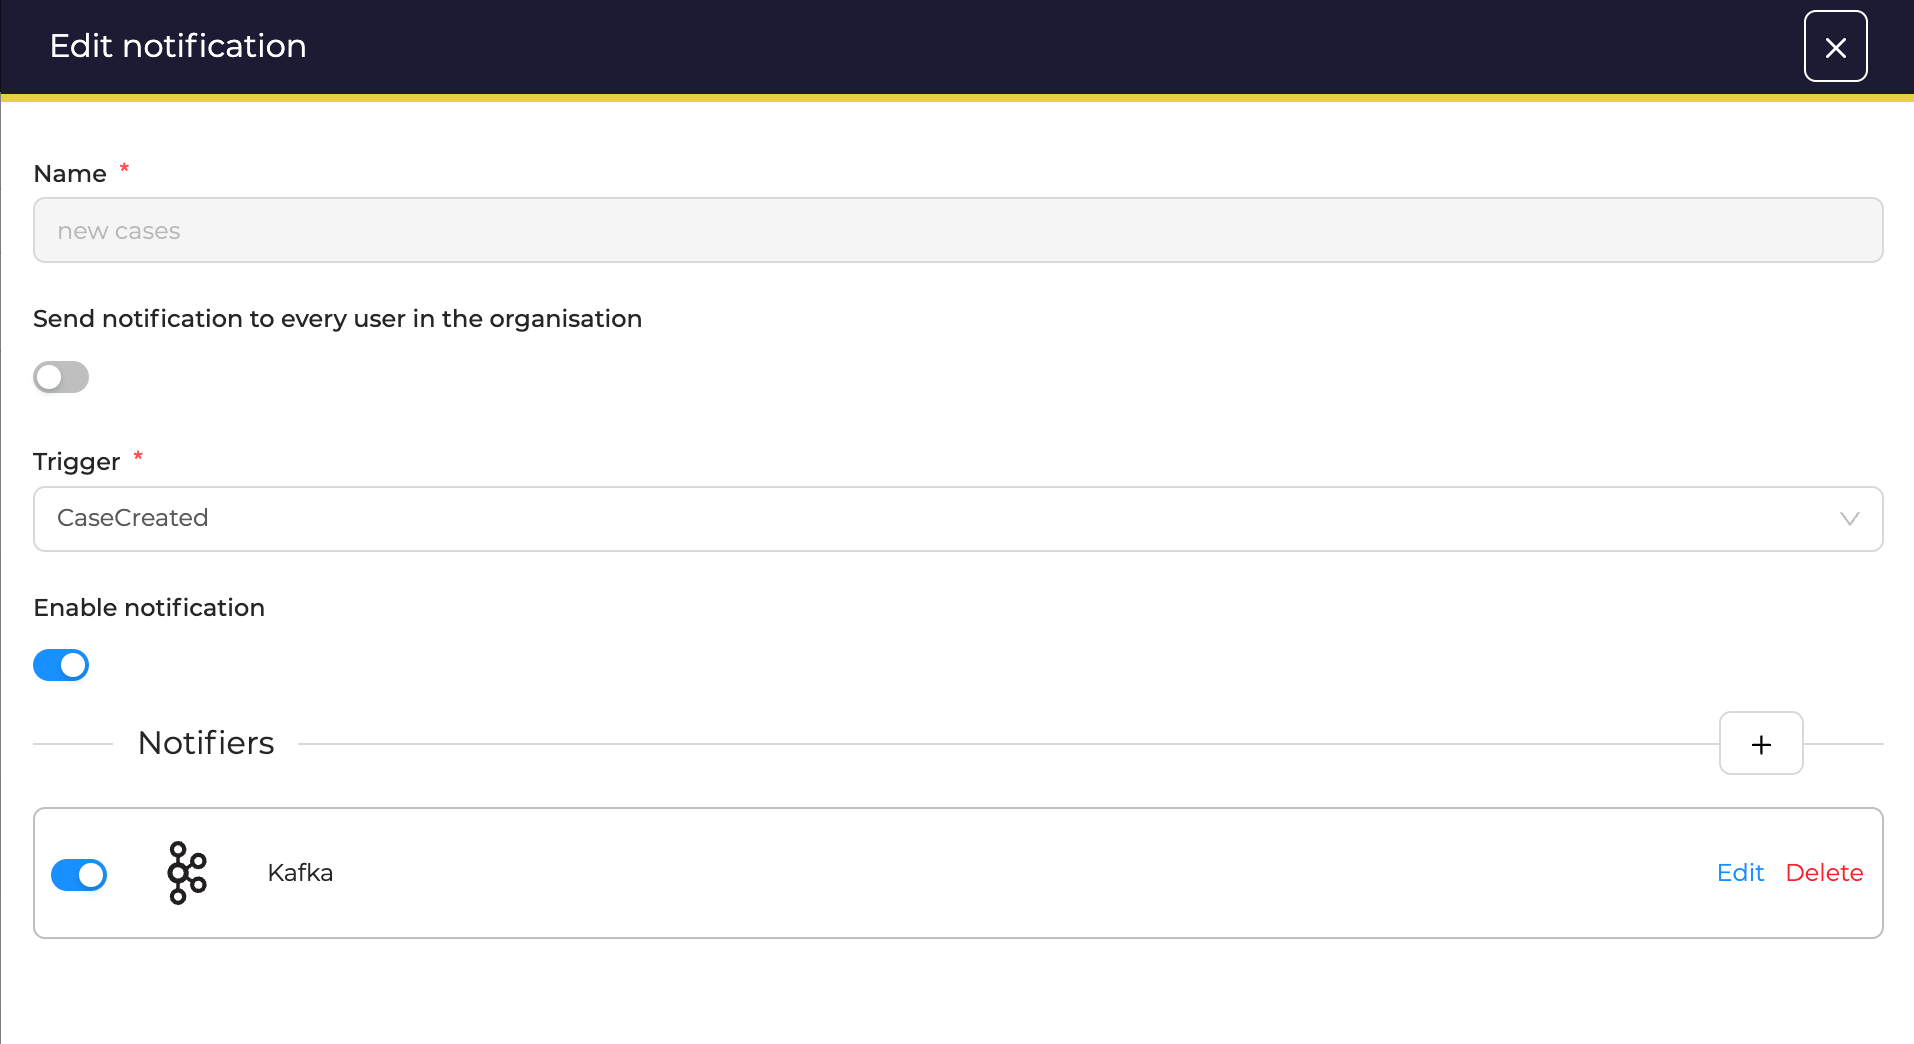 Edit notification
Name *
new cases
Send notification to every user in the organisation
Trigger *
CaseCreated
Enable notification
Notifiers
+
Kafka Edit Delete